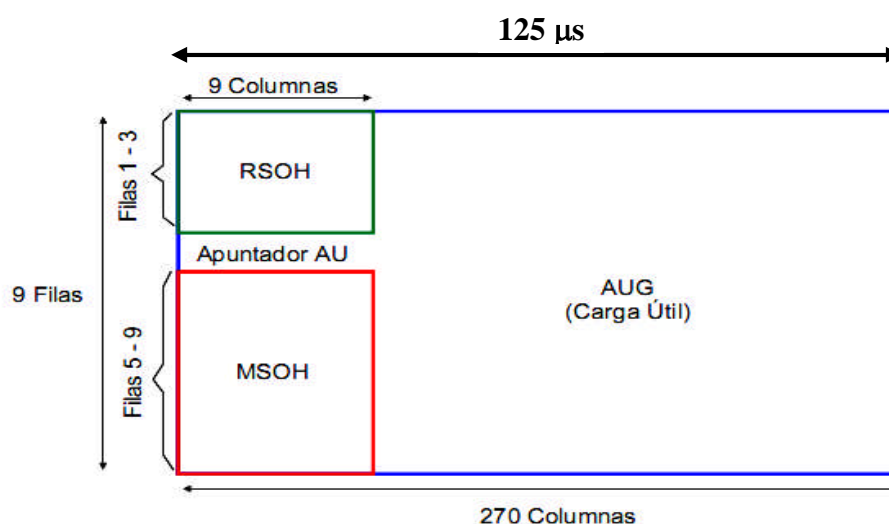 125 μs
9 Columnas
Filas 1 - 3
RSOH
Apuntador AU
9 Filas
AUG
(Carga Útil)
Filas 5 - 9
MSOH
270 Columnas